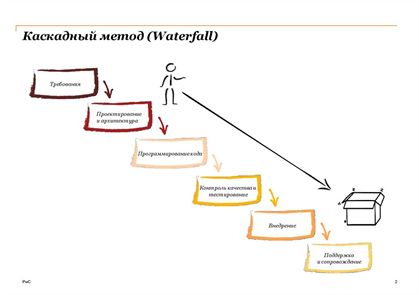 Каскадный метод (Waterfall)
Требования
Проектирование
и архитектура
Программирование кода
Контроль качества и
тестирование
Внедрение
Поддержка
и сопровождение
PwC
2